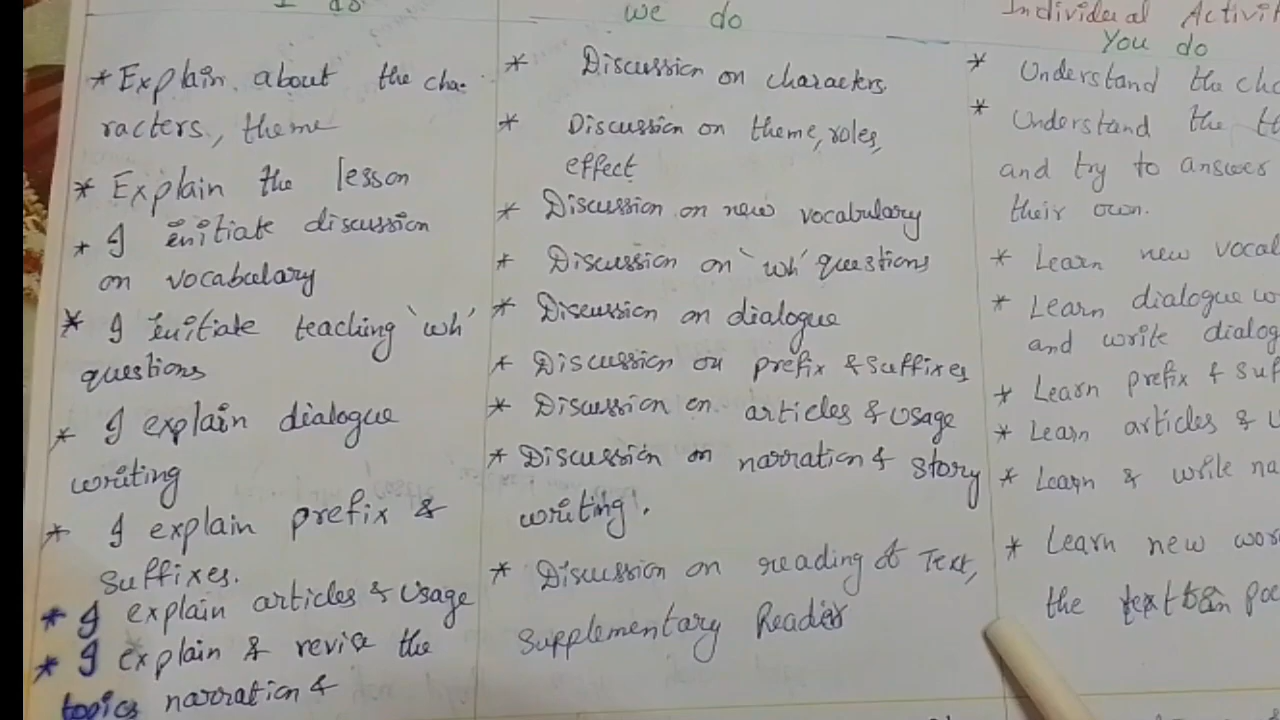 I do
* Explain about the cha-
racters, theme
* Explain the lesson
* I initiate discussion
on vocabulary
* I initiate teaching 'wh'
questions
* I explain dialogue
writing
* I explain prefix &
suffixes.
* I explain articles & Usage
* I explain & revise the
topics narration &
we do
* Discussion on characters
* Discussion on theme, roles,
effect
* Discussion on new vocabulary
* Discussion on 'wh' questions
* Discussion on dialogue
* Discussion on prefix & suffixes
* Discussion on articles & Usage
* Discussion on narration & story
writing.
* Discussion on reading of Text,
Supplementary Reader
Individual Activit
You do
* Understand the cha
* Understand the th
and try to answer
their own.
* Learn new vocal
* Learn dialogue w
and write dialog
* Learn prefix & suf
* Learn articles & U
* Learn & write na
* Learn new wor
the text